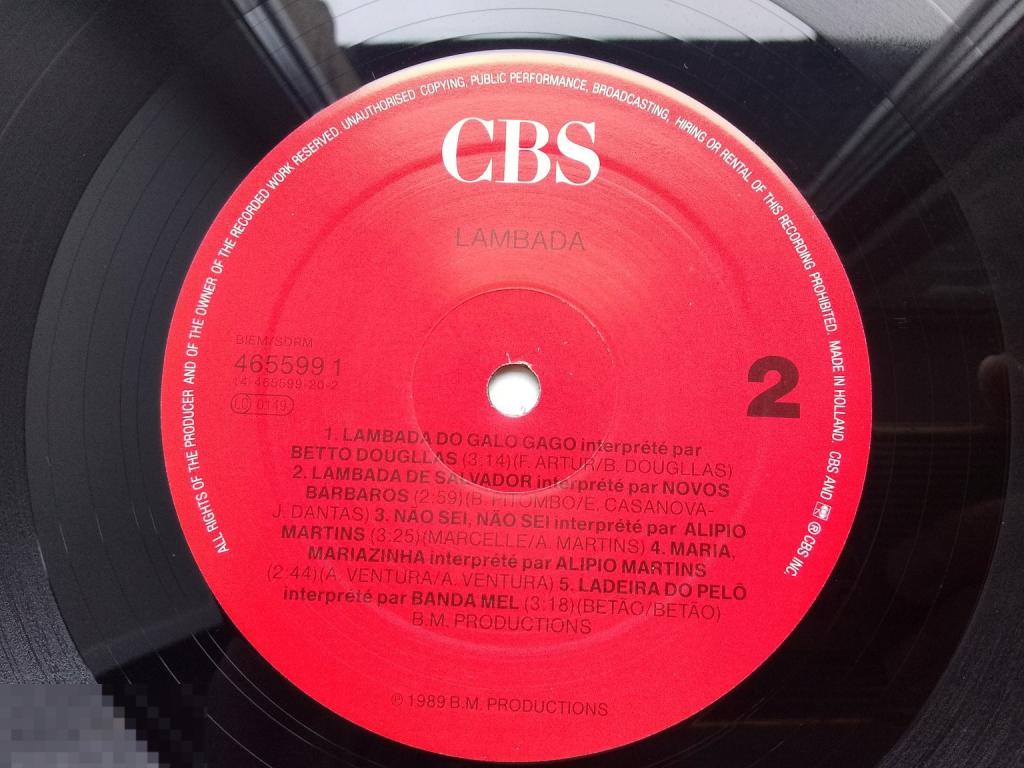 ALL RIGHTS OF THE PRODUCER AND OF THE OWNER OF THE RECORDED WORK RESERVED. UNAUTHORISED COPYING, PUBLIC PERFORMANCE, BROADCASTING, HIRING OR RENTAL OF THIS RECORDING PROHIBITED. MADE IN HOLLAND. CBS AND CBS ® CBS INC.
CBS
LAMBADA
BIEM/SDRM
465599 1
14-465599-20-2
LC 0149
2
1. LAMBADA DO GALO GAGO interprété par
BETTO DOUGLLAS (3:14)(F. ARTUR/B. DOUGLLAS)
2. LAMBADA DE SALVADOR interprété par NOVOS
BÁRBAROS (2:59)(B. PITOMBO/E. CASANOVA-
J. DANTAS) 3. NÃO SEI, NÃO SEI interprété par ALIPIO
MARTINS (3:25)(MARCELLE/A. MARTINS) 4. MARIA,
MARIAZINHA interprété par ALIPIO MARTINS
(2:44)(A. VENTURA/A. VENTURA) 5. LADEIRA DO PELÔ
interprété par BANDA MEL (3:18)(BETÃO/BETÃO)
B.M. PRODUCTIONS
℗ 1989 B.M. PRODUCTIONS